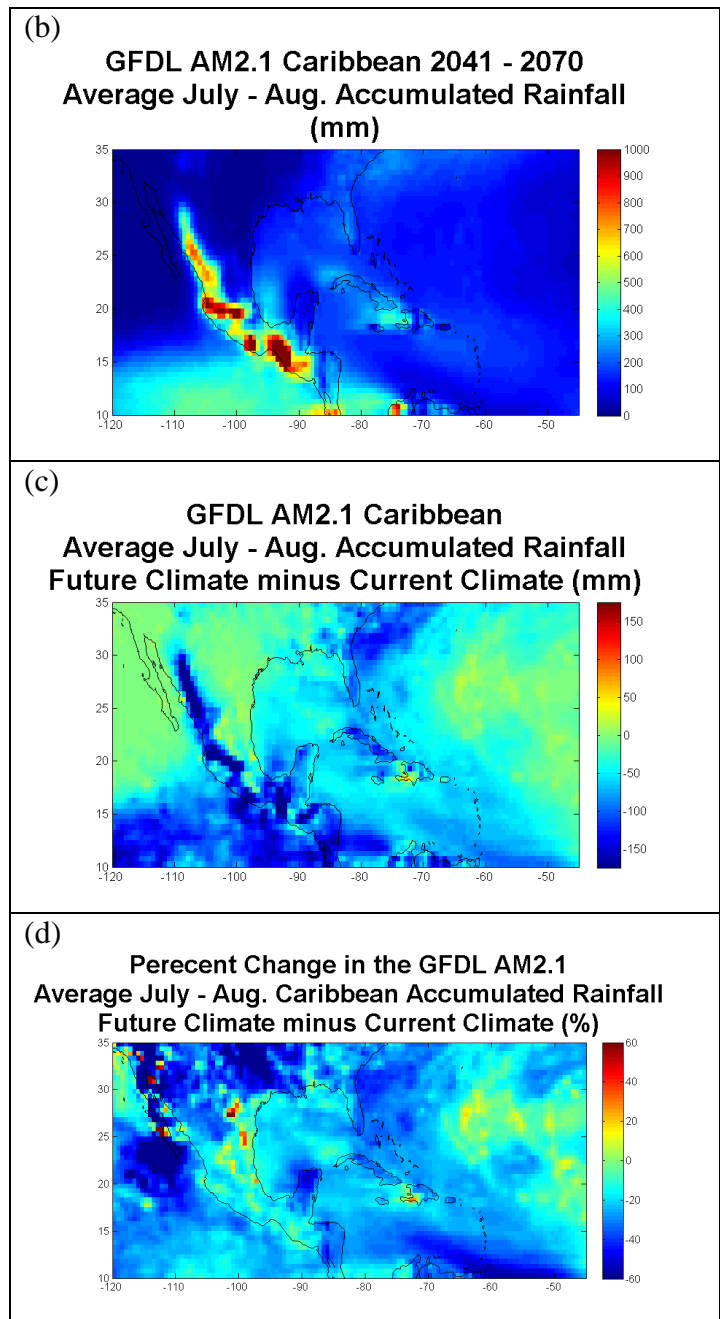 (b)
GFDL AM2.1 Caribbean 2041 - 2070
Average July - Aug. Accumulated Rainfall
(mm)
35
30
25
20
15
10
-120 -110 -100 -90 -80 -70 -60 -50
1000
900
800
700
600
500
400
300
200
100
0
(c)
GFDL AM2.1 Caribbean
Average July - Aug. Accumulated Rainfall
Future Climate minus Current Climate (mm)
35
30
25
20
15
10
-120 -110 -100 -90 -80 -70 -60 -50
150
100
50
0
-50
-100
-150
(d)
Perecent Change in the GFDL AM2.1
Average July - Aug. Caribbean Accumulated Rainfall
Future Climate minus Current Climate (%)
35
30
25
20
15
10
-120 -110 -100 -90 -80 -70 -60 -50
60
40
20
0
-20
-40
-60